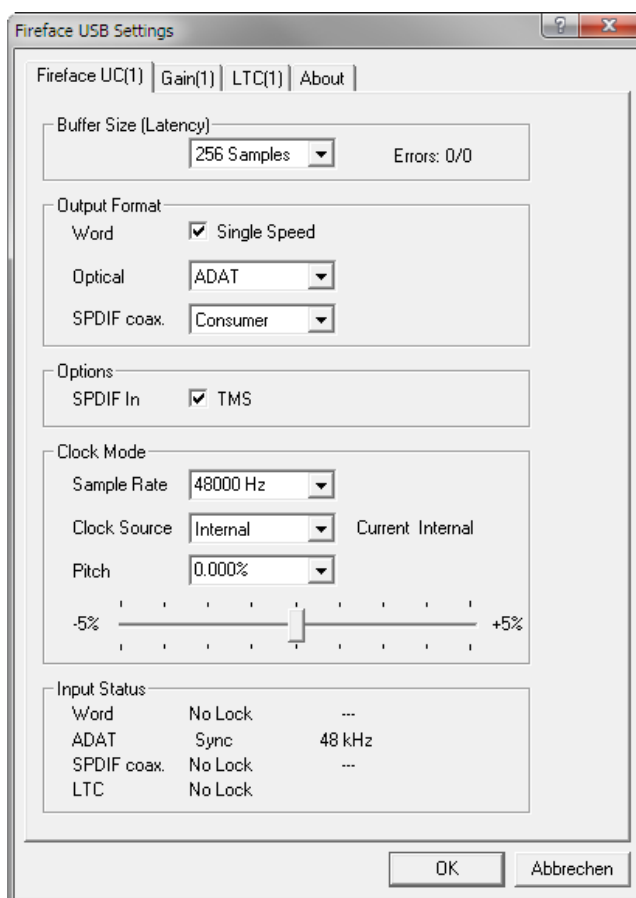 Fireface USB Settings
Fireface UC(1) Gain(1) LTC(1) About
Buffer Size (Latency)
256 Samples Errors: 0/0
Output Format
Word Single Speed
Optical ADAT
SPDIF coax. Consumer
Options
SPDIF In TMS
Clock Mode
Sample Rate 48000 Hz
Clock Source Internal Current Internal
Pitch 0.000%
-5% +5%
Input Status
Word No Lock ---
ADAT Sync 48 kHz
SPDIF coax. No Lock ---
LTC No Lock
OK Abbrechen